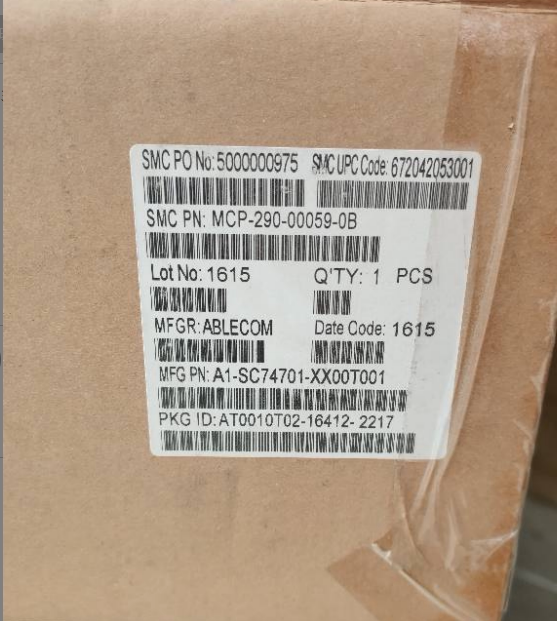 SMC PO No:5000000975 SMC UPC Code: 672042053001
SMC PN: MCP-290-00059-0B
Lot No: 1615 Q'TY: 1 PCS
MFGR:ABLECOM Date Code: 1615
MFG PN: A1-SC74701-XX00T001
PKG ID:AT0010T02-16412- 2217